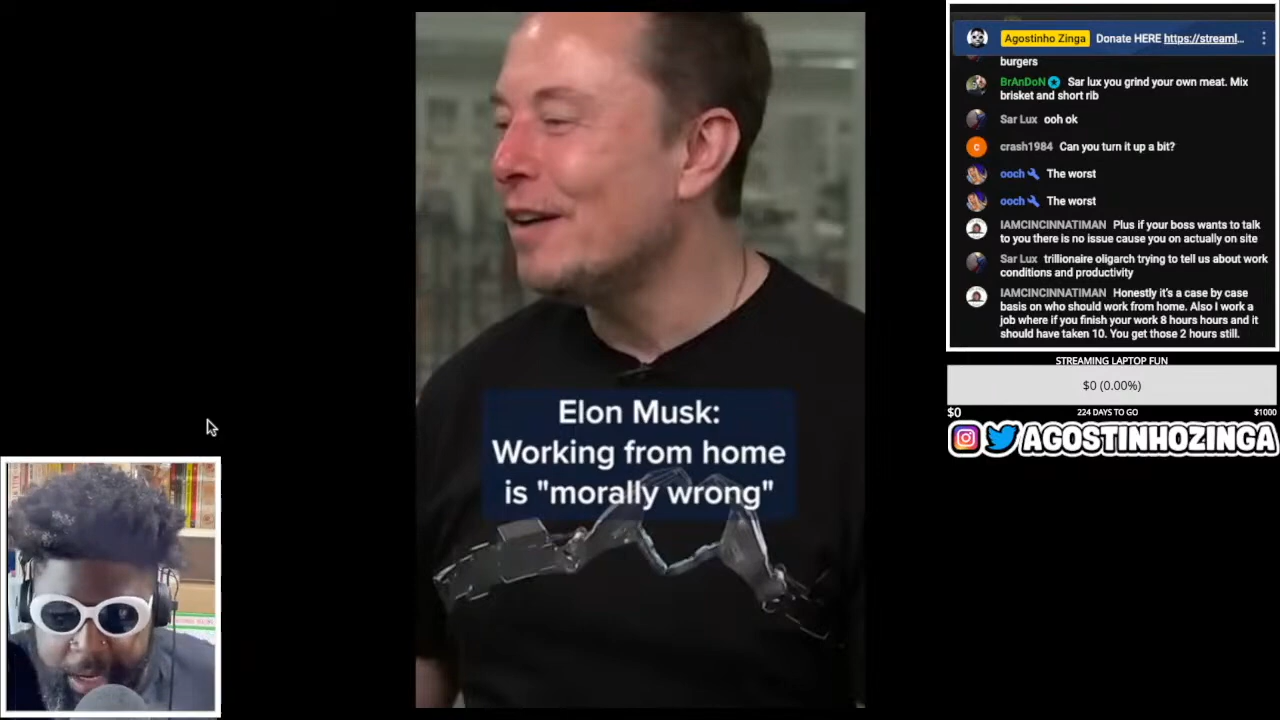 Elon Musk:
Working from home
is "morally wrong"
Agostinho Zinga Donate HERE https://streaml...
burgers
BrAnDoN Sar lux you grind your own meat. Mix
brisket and short rib
Sar Lux ooh ok
crash1984 Can you turn it up a bit?
ooch The worst
ooch The worst
IAMCINCINNATIMAN Plus if your boss wants to talk
to you there is no issue cause you on actually on site
Sar Lux trillionaire oligarch trying to tell us about work
conditions and productivity
IAMCINCINNATIMAN Honestly it's a case by case
basis on who should work from home. Also I work a
job where if you finish your work 8 hours hours and it
should have taken 10. You get those 2 hours still.
STREAMING LAPTOP FUN
$0 (0.00%)
$0 224 DAYS TO GO $1000
AGOSTINHOZINGA